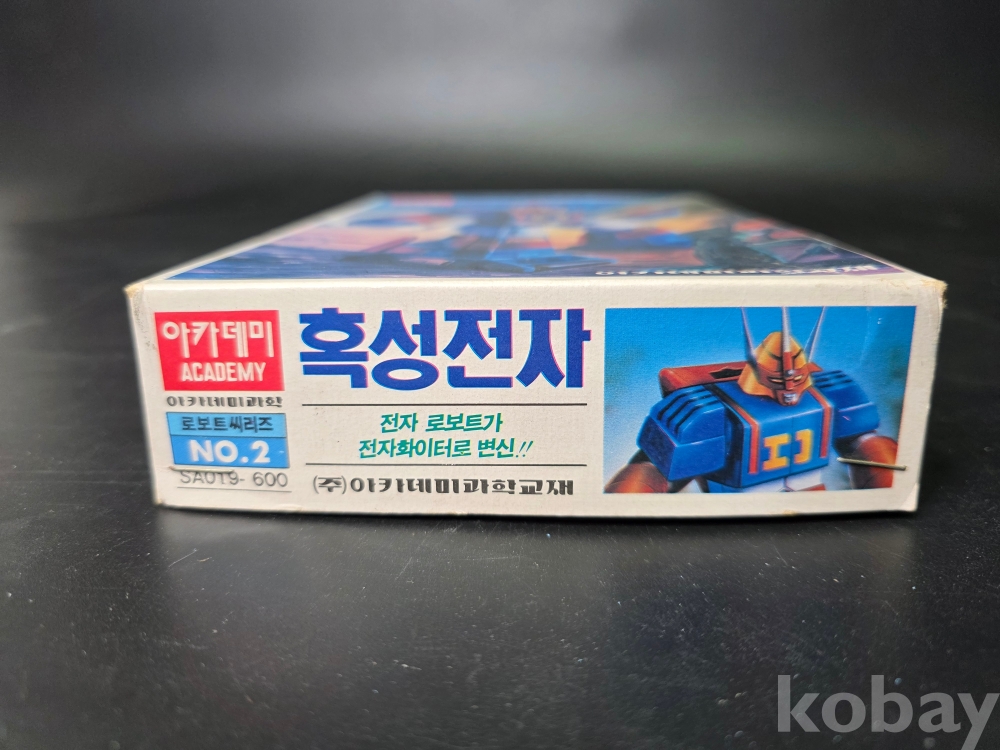 아카데미
ACADEMY
아카데미과학
로보트씨리즈
NO.2
SA0T9- 600
혹성전자
전자 로보트가
전자화이터로 변신!!
(주)아카데미과학교재
kobay